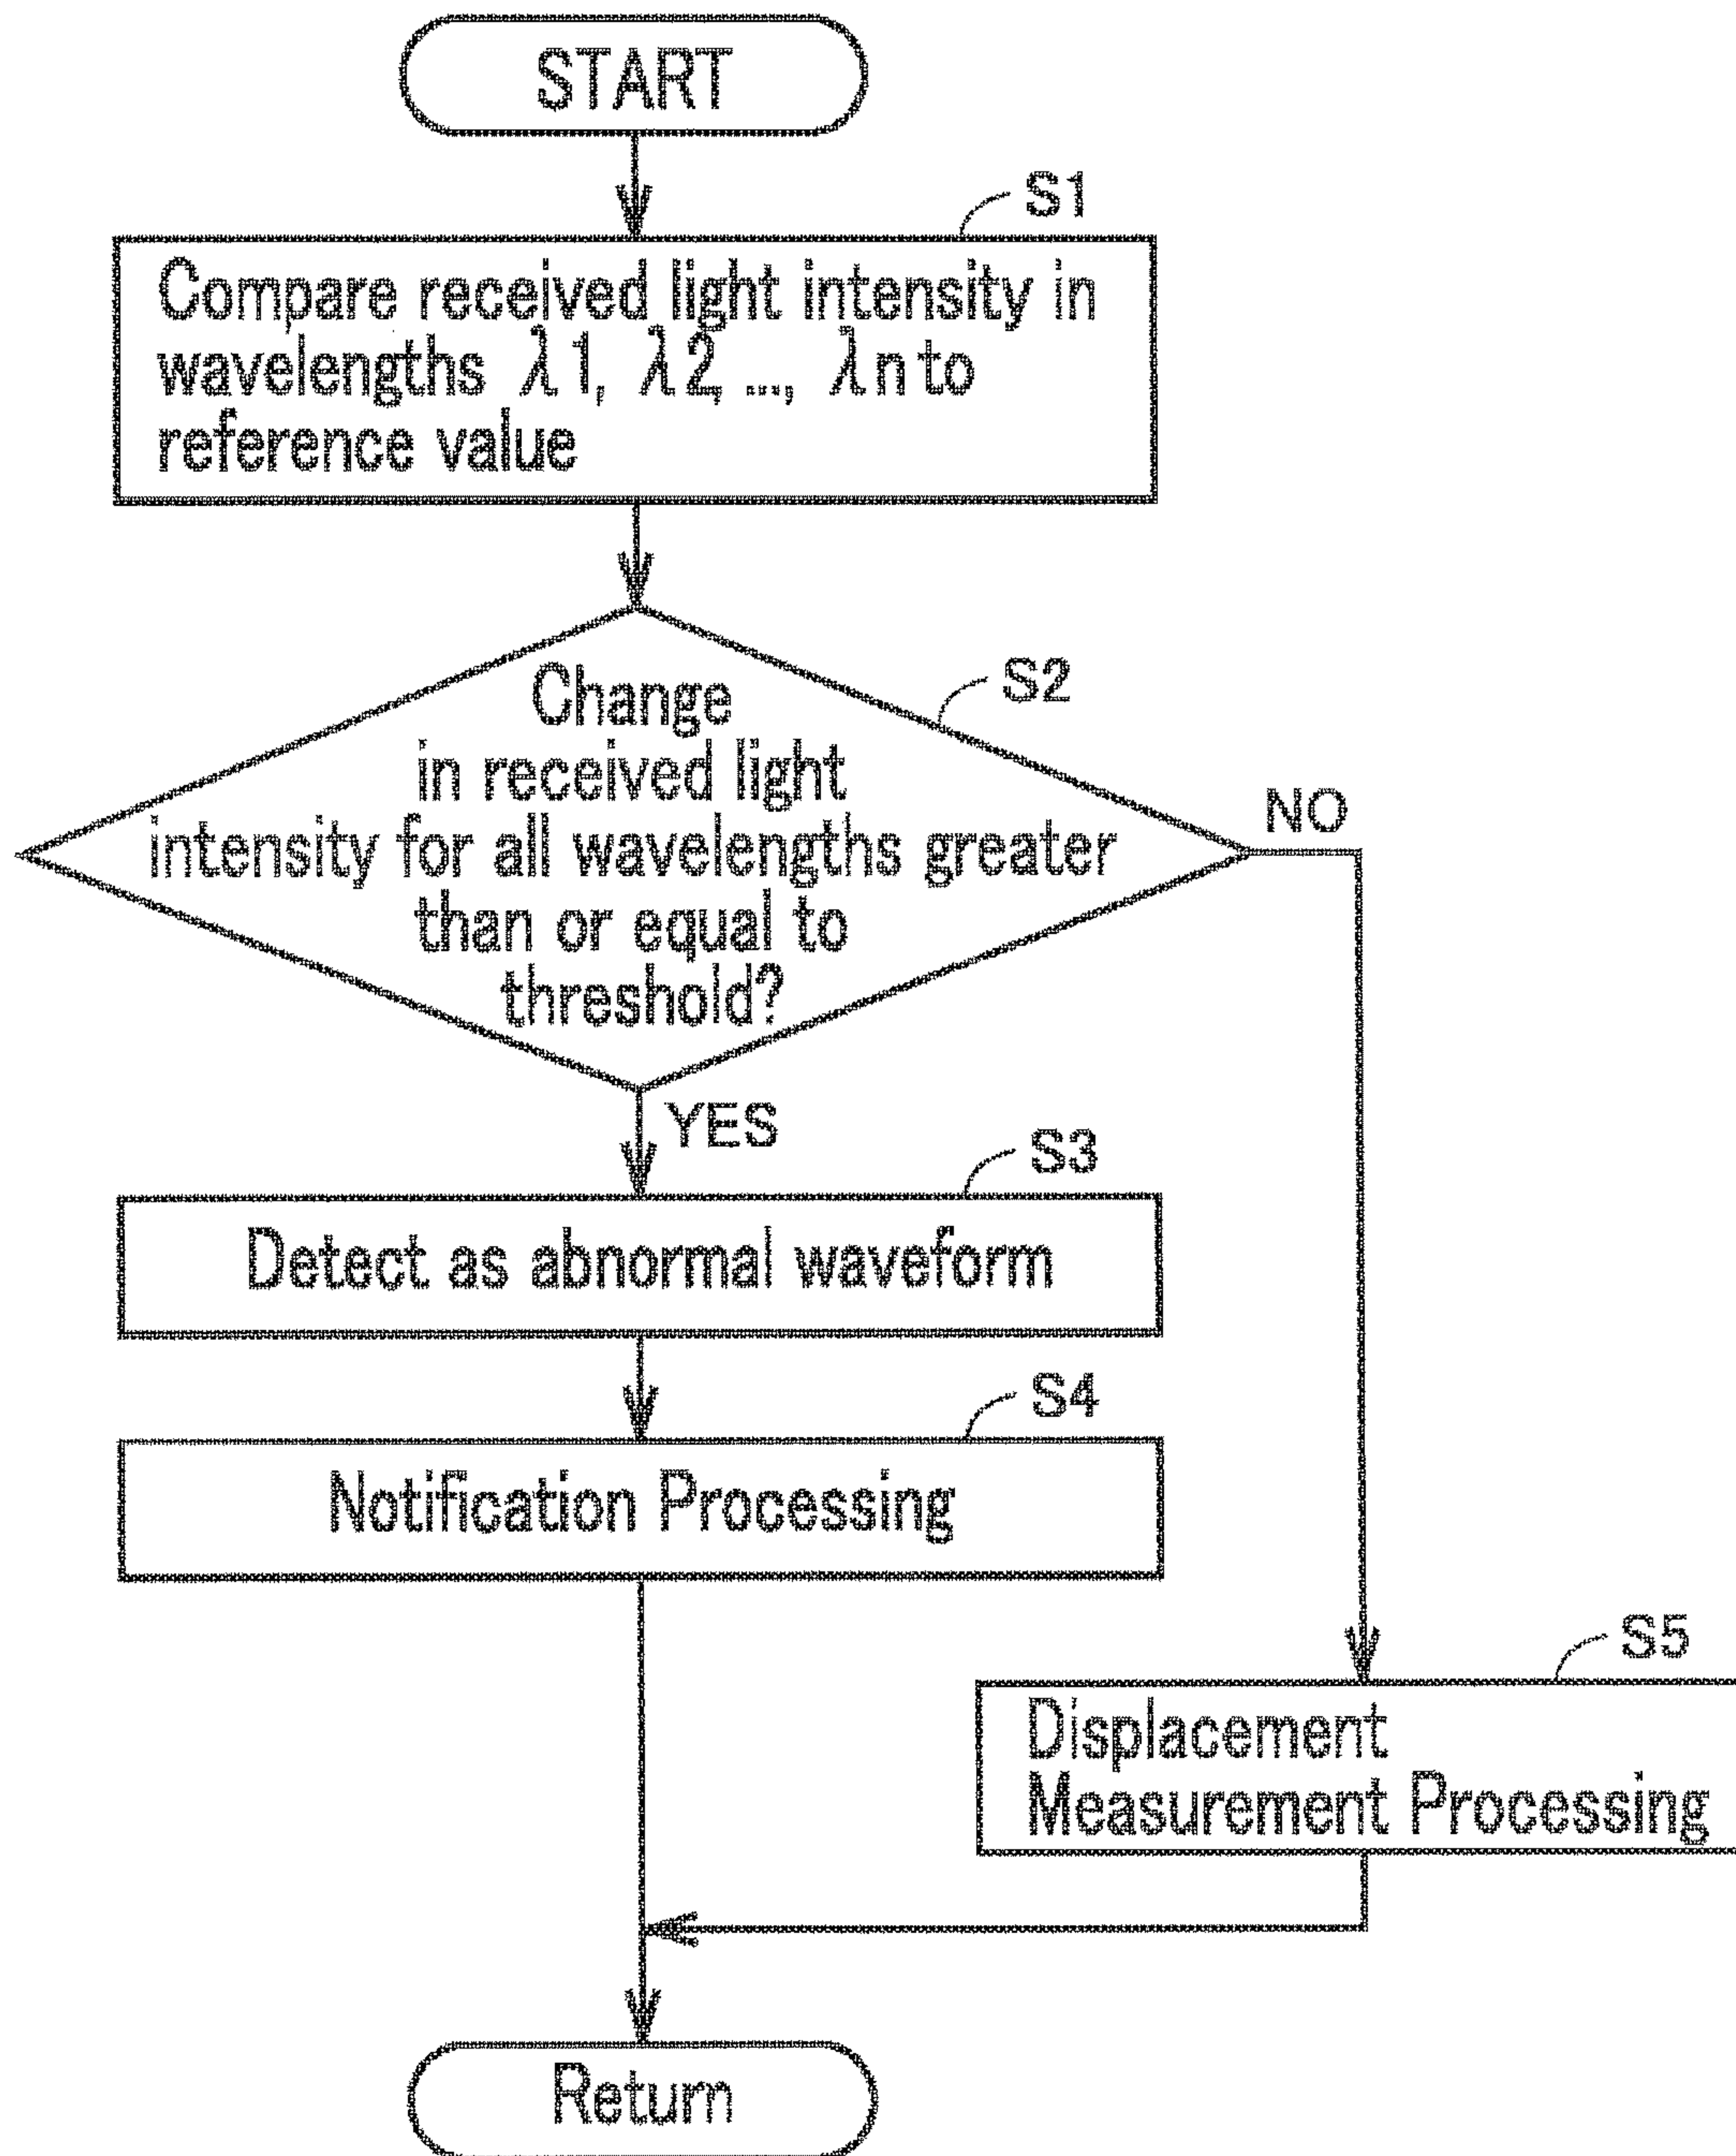 START
S1
Compare received light intensity in
wavelengths λ1, λ2, ..., λn to
reference value
S2
Change
in received light
intensity for all wavelengths greater
than or equal to
threshold?
NO
YES
S3
Detect as abnormal waveform
S4
Notification Processing
S5
Displacement
Measurement Processing
Return